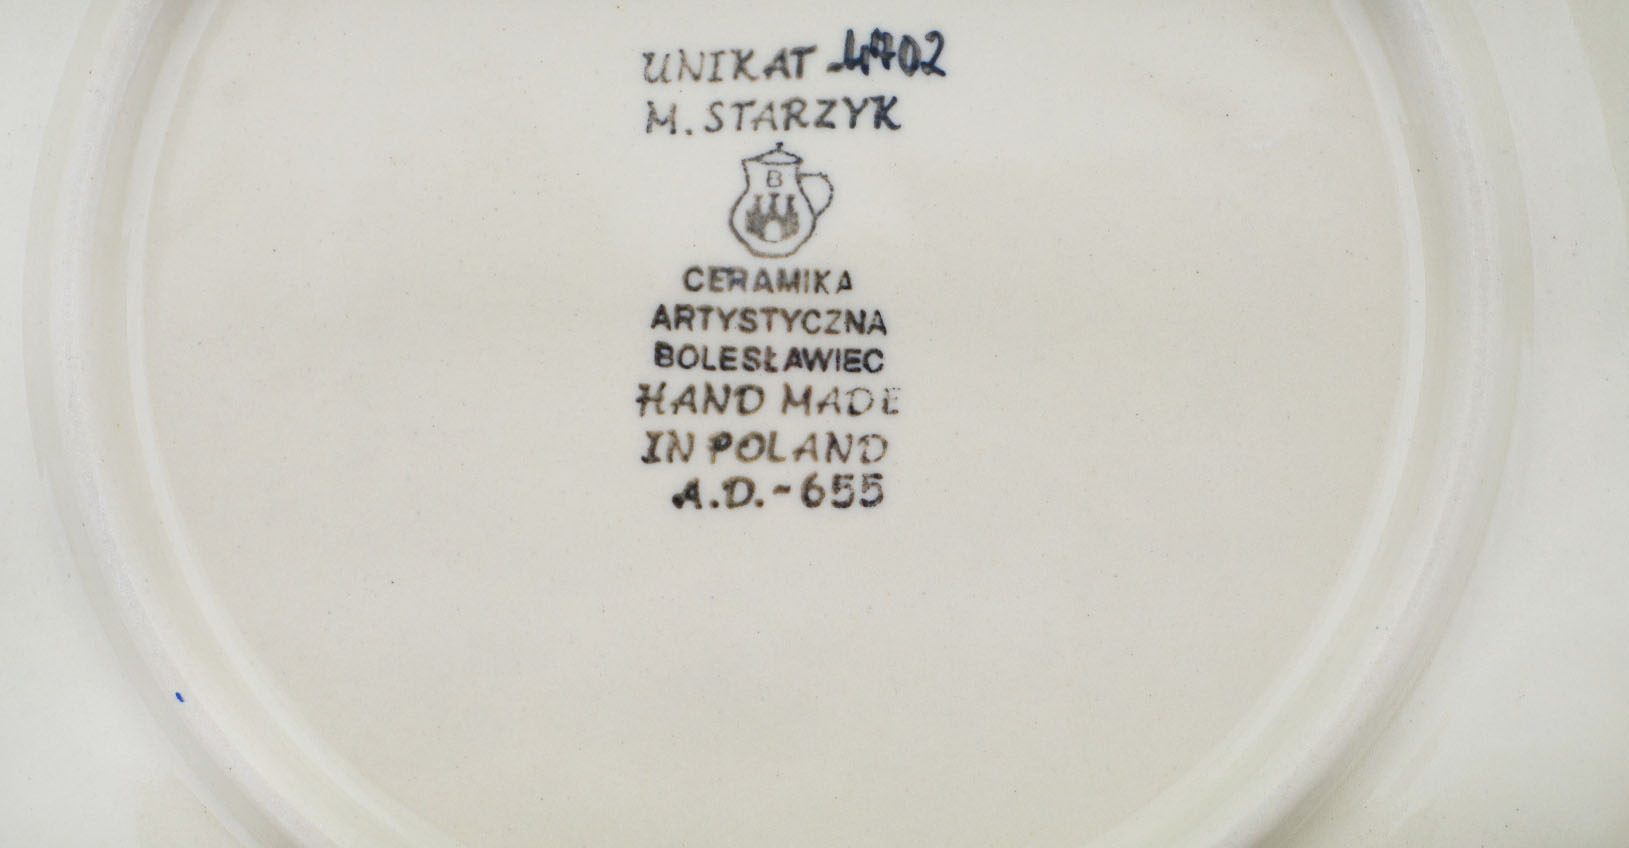 UNIKAT -4702
M. STARZYK
B
CERAMIKA
ARTYSTYCZNA
BOLESŁAWIEC
HAND MADE
IN POLAND
A.D.-655